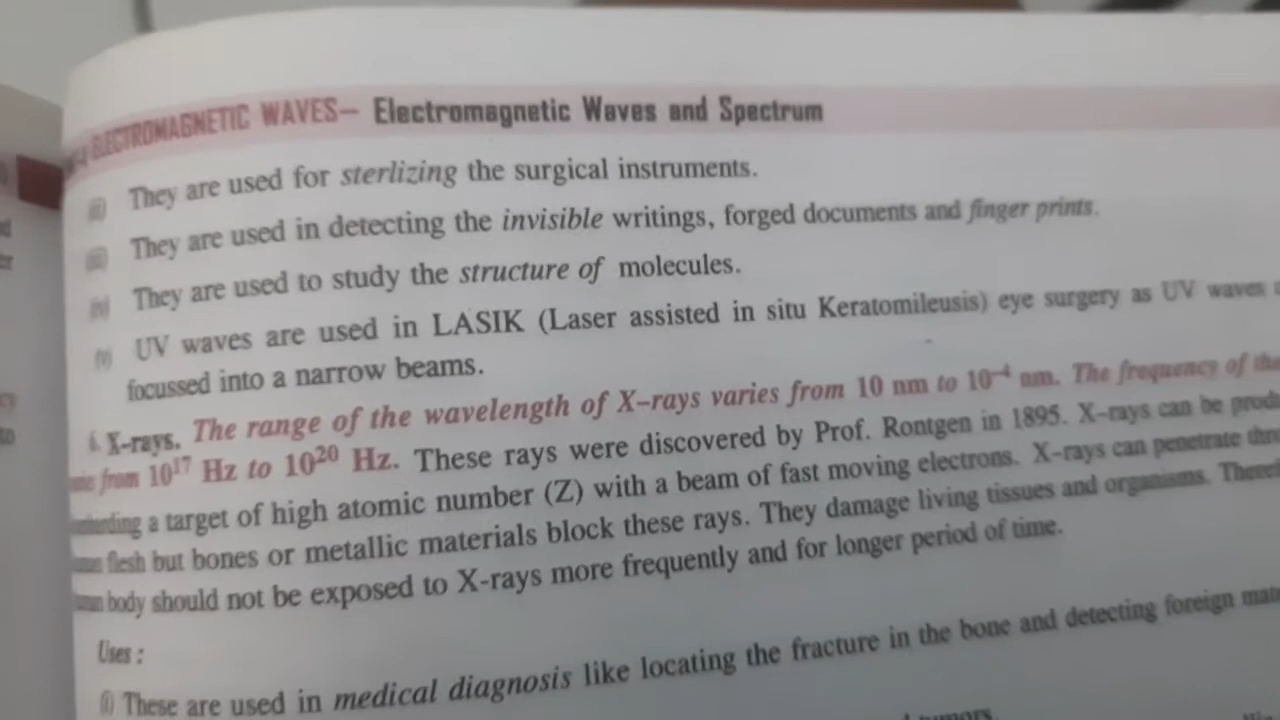 ELECTROMAGNETIC WAVES— Electromagnetic Waves and Spectrum
(ii) They are used for sterlizing the surgical instruments.
(iii) They are used in detecting the invisible writings, forged documents and finger prints.
(iv) They are used to study the structure of molecules.
(v) UV waves are used in LASIK (Laser assisted in situ Keratomileusis) eye surgery as UV waves
focussed into a narrow beams.
6. X-rays. The range of the wavelength of X-rays varies from 10 nm to 10⁻⁴ nm. The frequency of
from 10¹⁷ Hz to 10²⁰ Hz. These rays were discovered by Prof. Rontgen in 1895. X-rays can be
a target of high atomic number (Z) with a beam of fast moving electrons. X-rays can penetrate
flesh but bones or metallic materials block these rays. They damage living tissues and organisms.
body should not be exposed to X-rays more frequently and for longer period of time.
Uses :
(i) These are used in medical diagnosis like locating the fracture in the bone and detecting foreign
tumors.